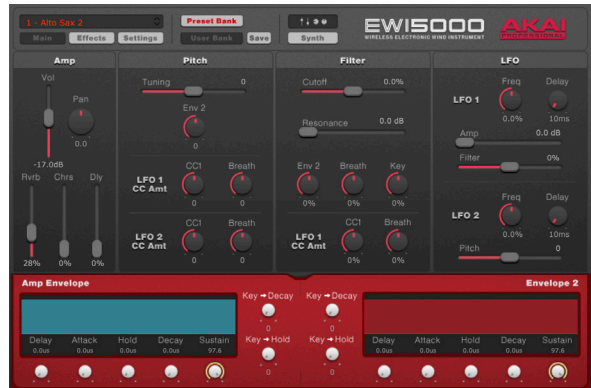 1 - Alto Sax 2
Preset Bank
EWI5000
AKAI
PROFESSIONAL
WIRELESS ELECTRONIC WIND INSTRUMENT
Main Effects Settings
User Bank Save
Synth
Amp
Pitch
Filter
LFO
Vol
Pan
0.0
-17.0dB
Rvrb Chrs Dly
28% 0% 0%
Tuning 0
Env 2
0
LFO 1
CC Amt
CC1 Breath
0 0
LFO 2
CC Amt
CC1 Breath
0 0
Cutoff 0.0%
Resonance 0.0 dB
Env 2 Breath Key
0% 0% 0%
LFO 1
CC Amt
CC1 Breath
0% 0%
LFO 1
Freq Delay
0.0% 10ms
Amp 0.0 dB
Filter 0%
LFO 2
Freq Delay
0.0% 10ms
Pitch 0
Amp Envelope
Delay Attack Hold Decay Sustain
0.0us 0.0us 0.0us 0.0us 97.6
Key➔Decay
0
Key➔Hold
0
Key➔Decay
0
Key➔Hold
0
Envelope 2
Delay Attack Hold Decay Sustain
0.0us 0.0us 0.0us 0.0us 97.6